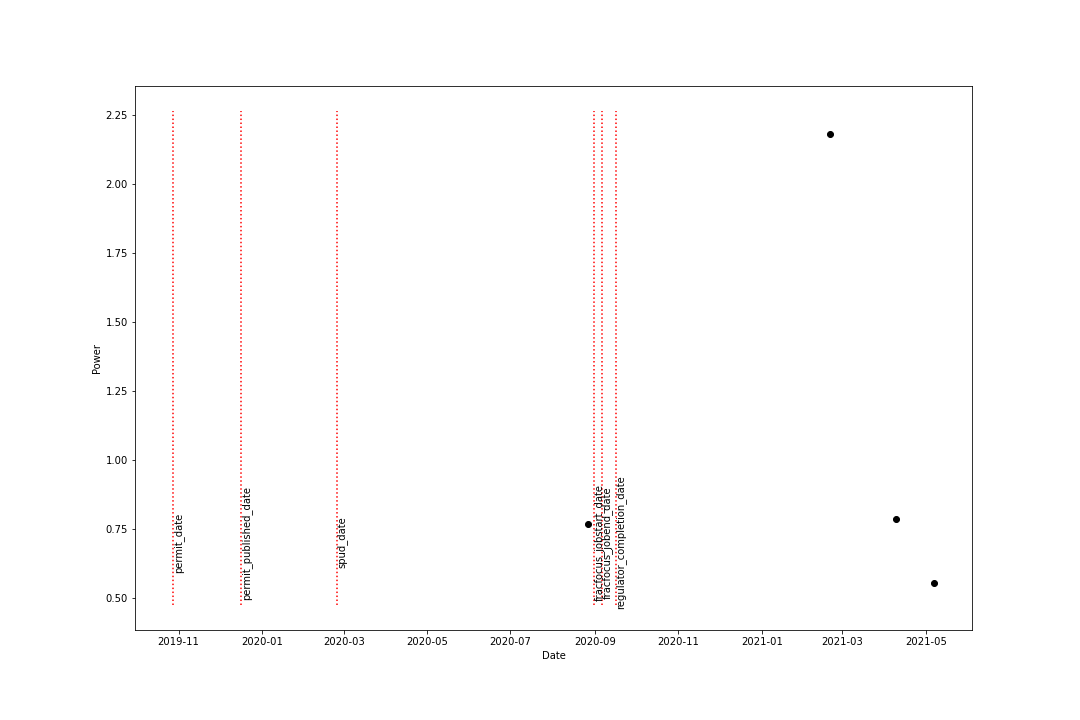 2.25
2.00
1.75
1.50
1.25
1.00
0.75
0.50
Power
permit_date
permit_published_date
spud_date
fracfocus_jobstart_date
fracfocus_jobend_date
regulator_completion_date
2019-11 2020-01 2020-03 2020-05 2020-07 2020-09 2020-11 2021-01 2021-03 2021-05
Date